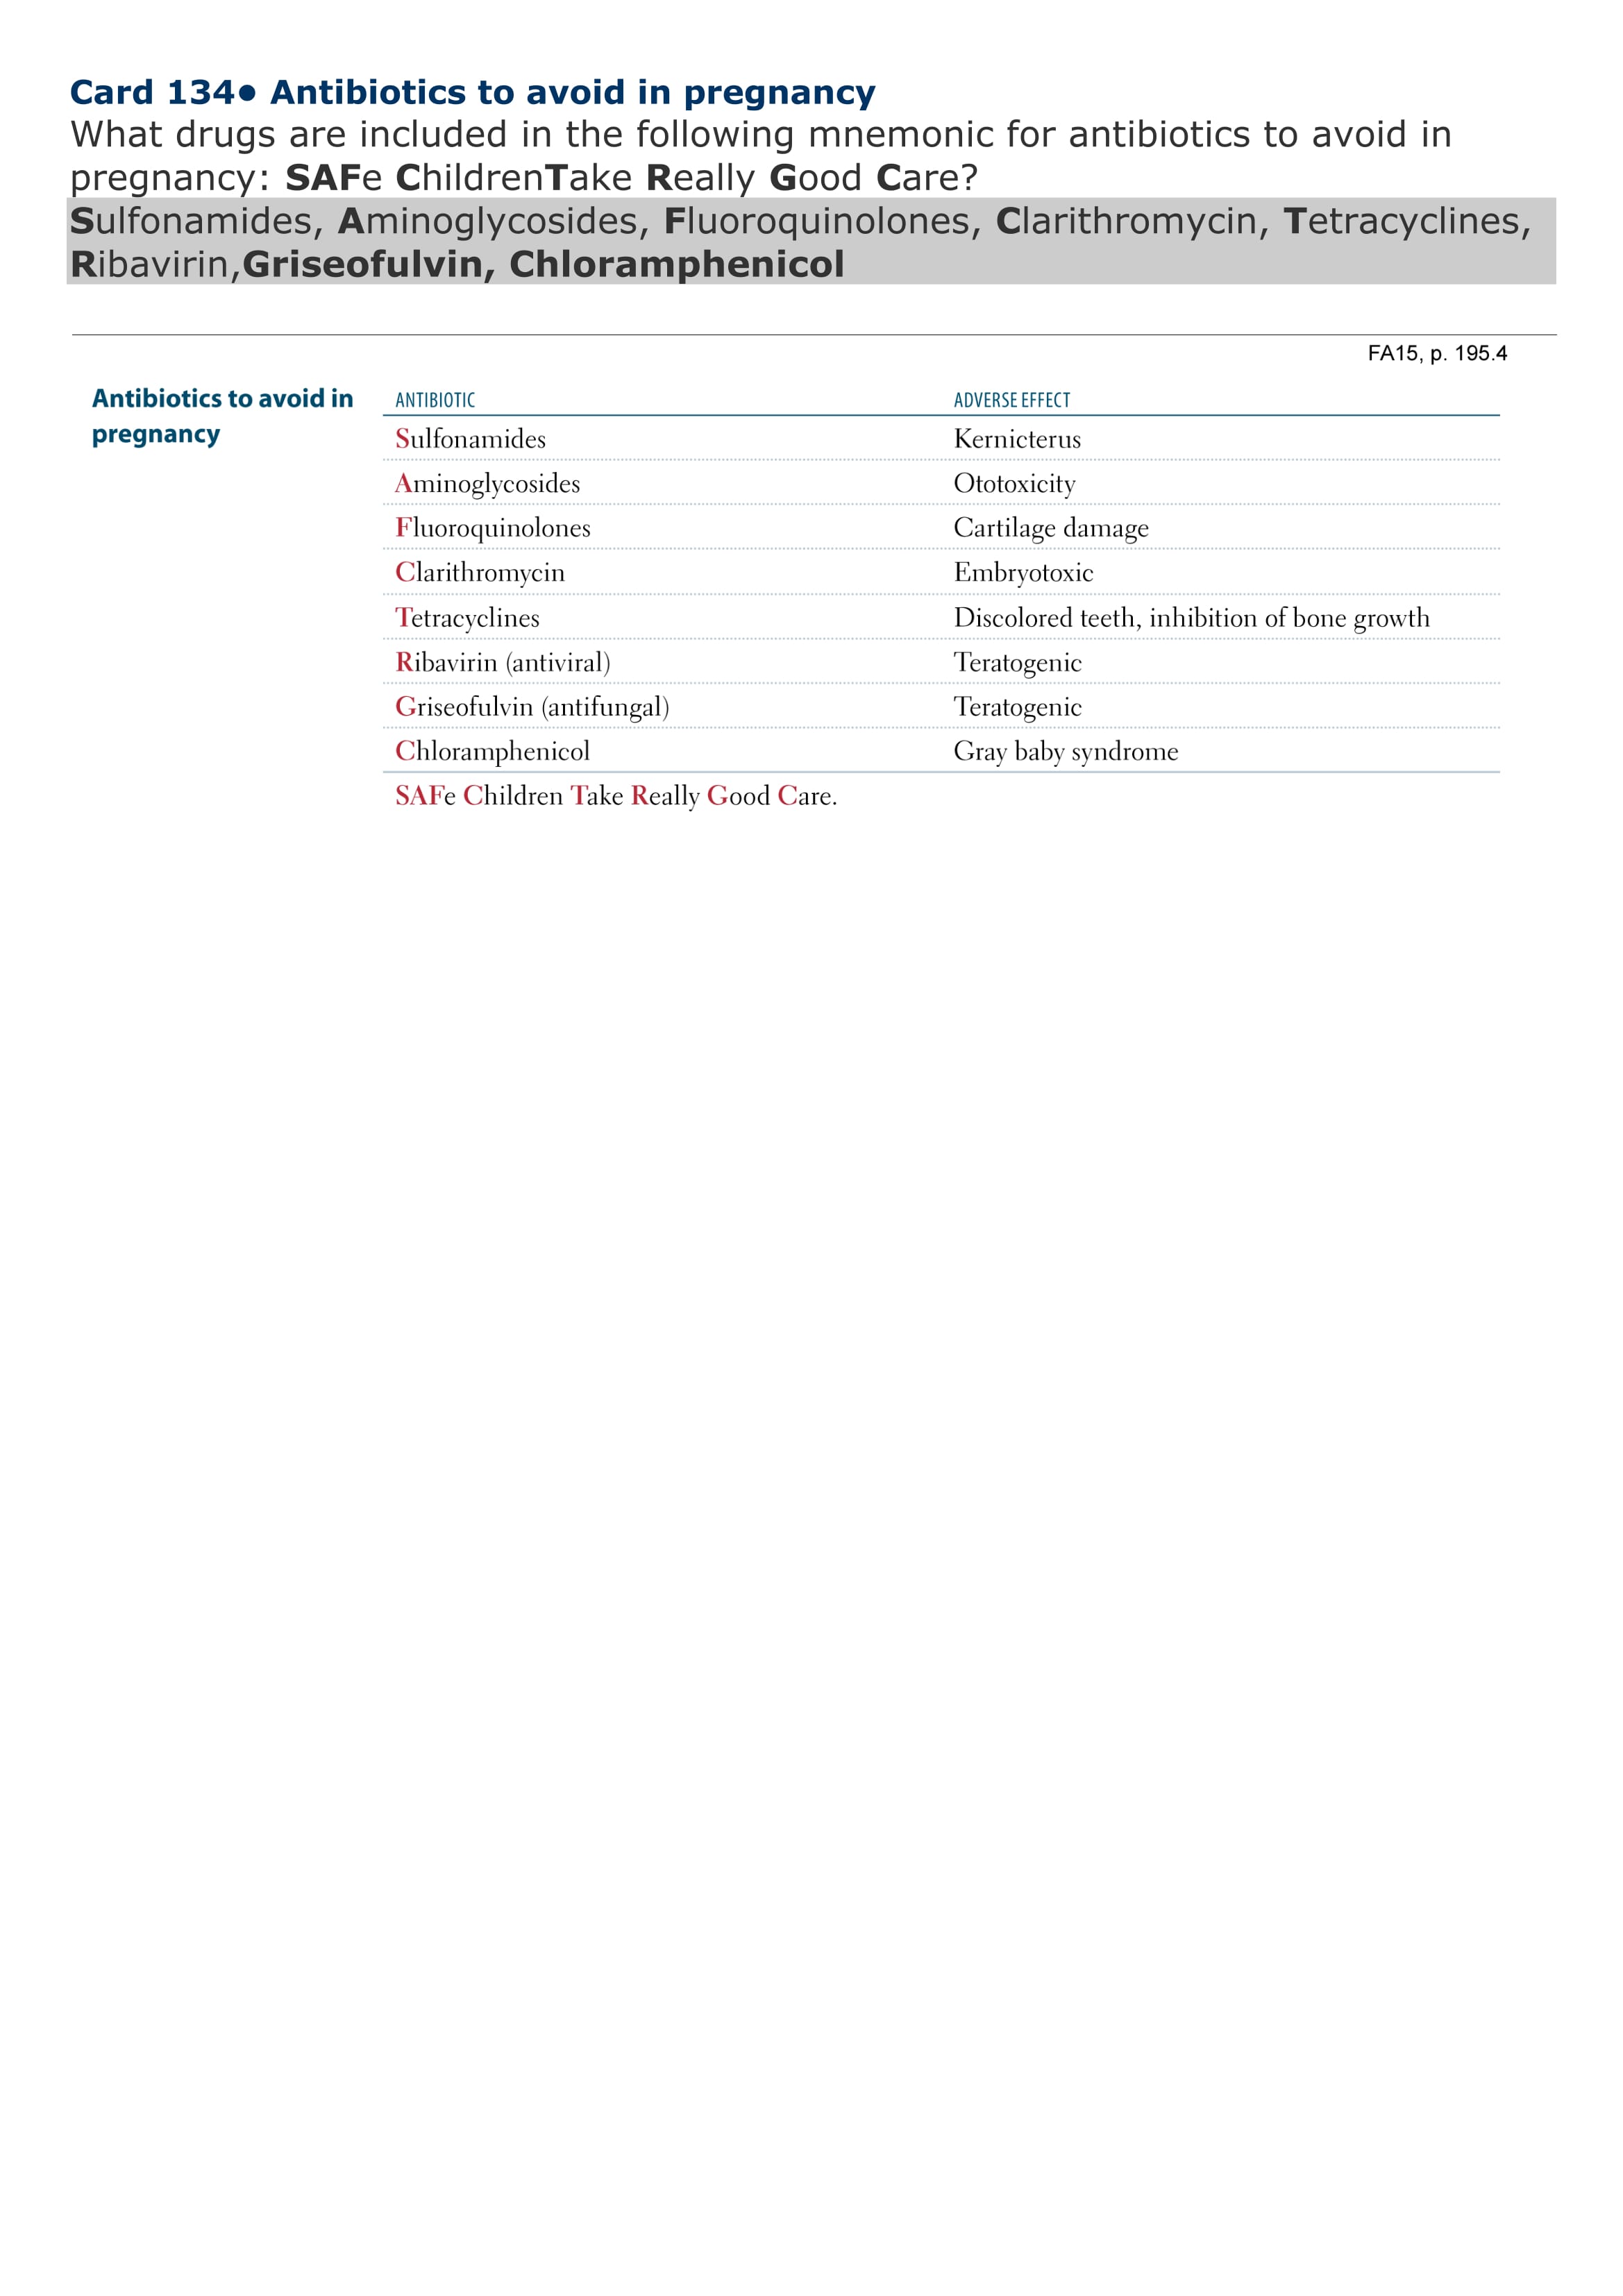 Card 134• Antibiotics to avoid in pregnancy
What drugs are included in the following mnemonic for antibiotics to avoid in
pregnancy: SAFe ChildrenTake Really Good Care?
Sulfonamides, Aminoglycosides, Fluoroquinolones, Clarithromycin, Tetracyclines,
Ribavirin,Griseofulvin, Chloramphenicol
FA15, p. 195.4
Antibiotics to avoid in
pregnancy
ANTIBIOTIC ADVERSE EFFECT
Sulfonamides Kernicterus
Aminoglycosides Ototoxicity
Fluoroquinolones Cartilage damage
Clarithromycin Embryotoxic
Tetracyclines Discolored teeth, inhibition of bone growth
Ribavirin (antiviral) Teratogenic
Griseofulvin (antifungal) Teratogenic
Chloramphenicol Gray baby syndrome
SAFe Children Take Really Good Care.